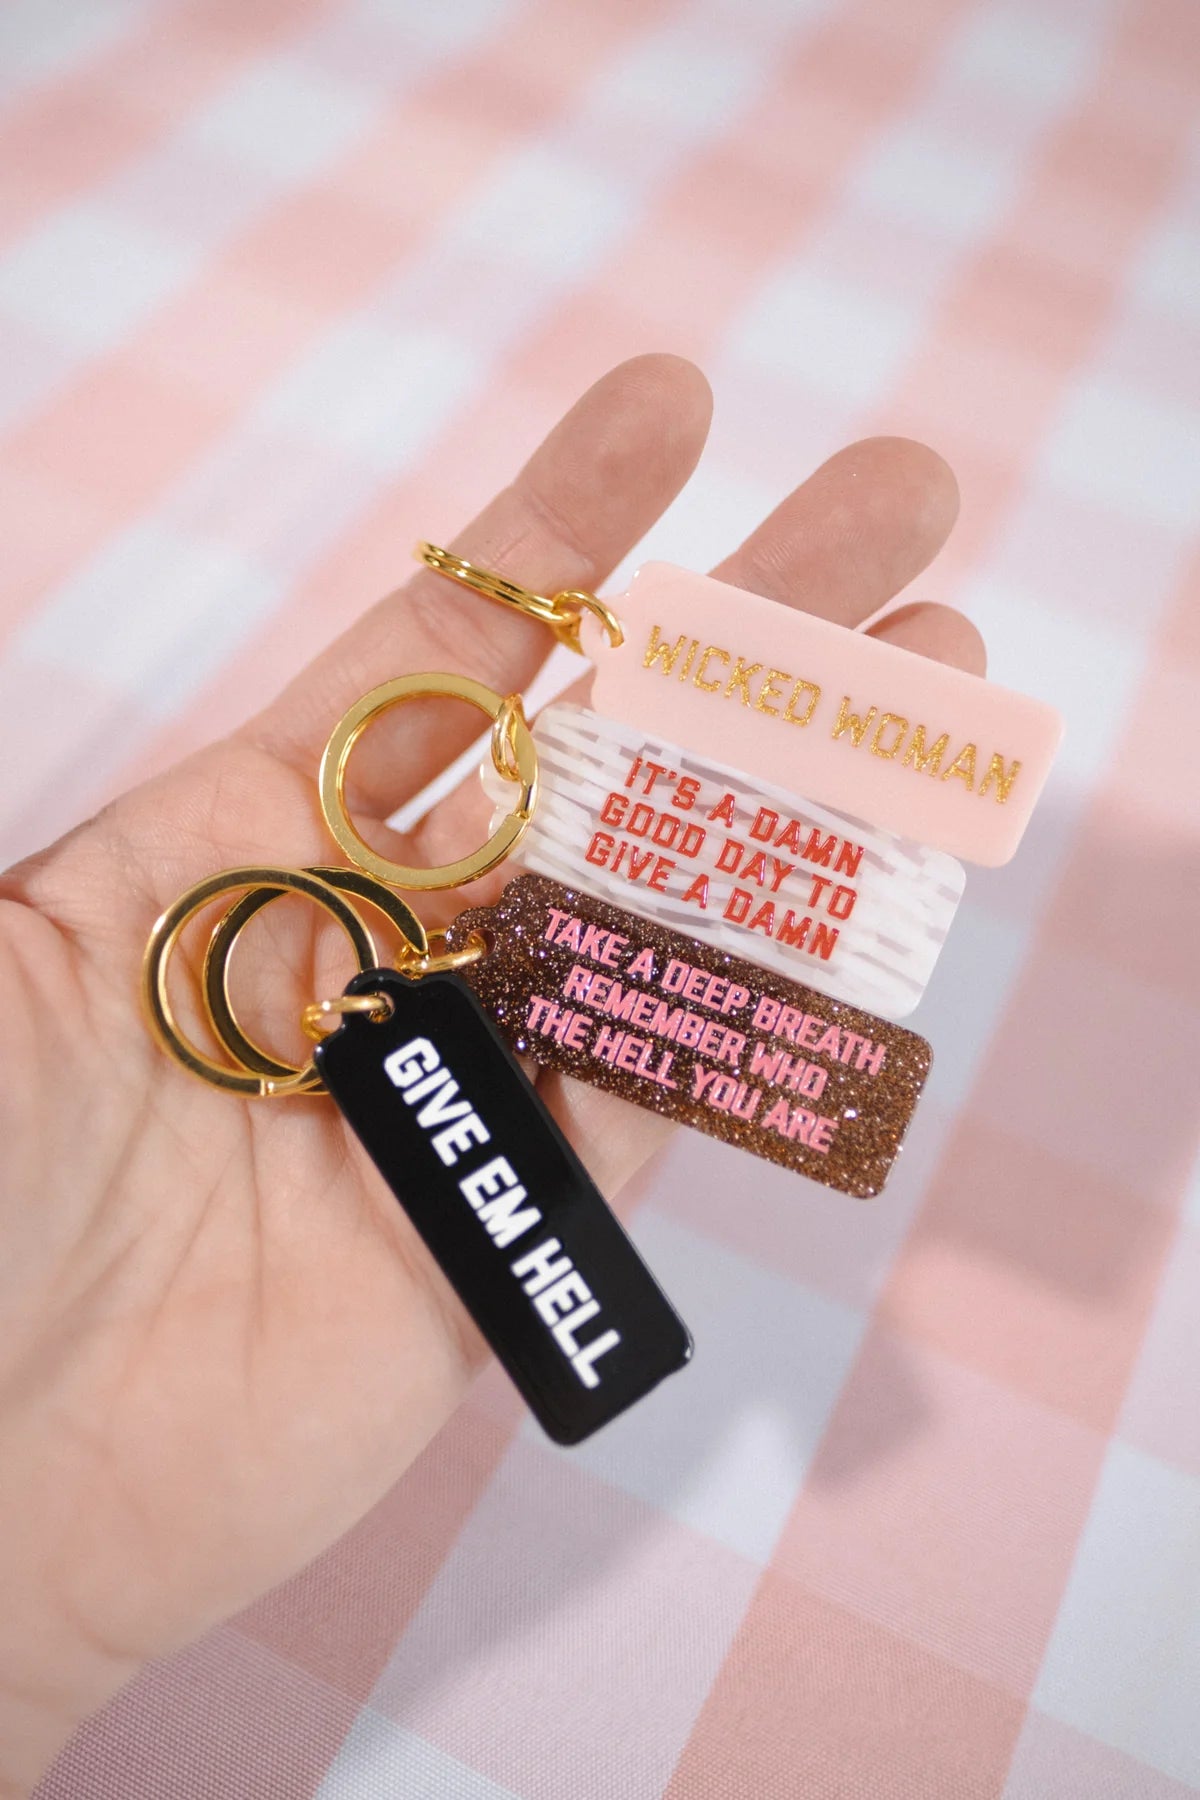 WICKED WOMAN
IT'S A DAMN
GOOD DAY TO
GIVE A DAMN
TAKE A DEEP BREATH
REMEMBER WHO
THE HELL YOU ARE
GIVE EM HELL